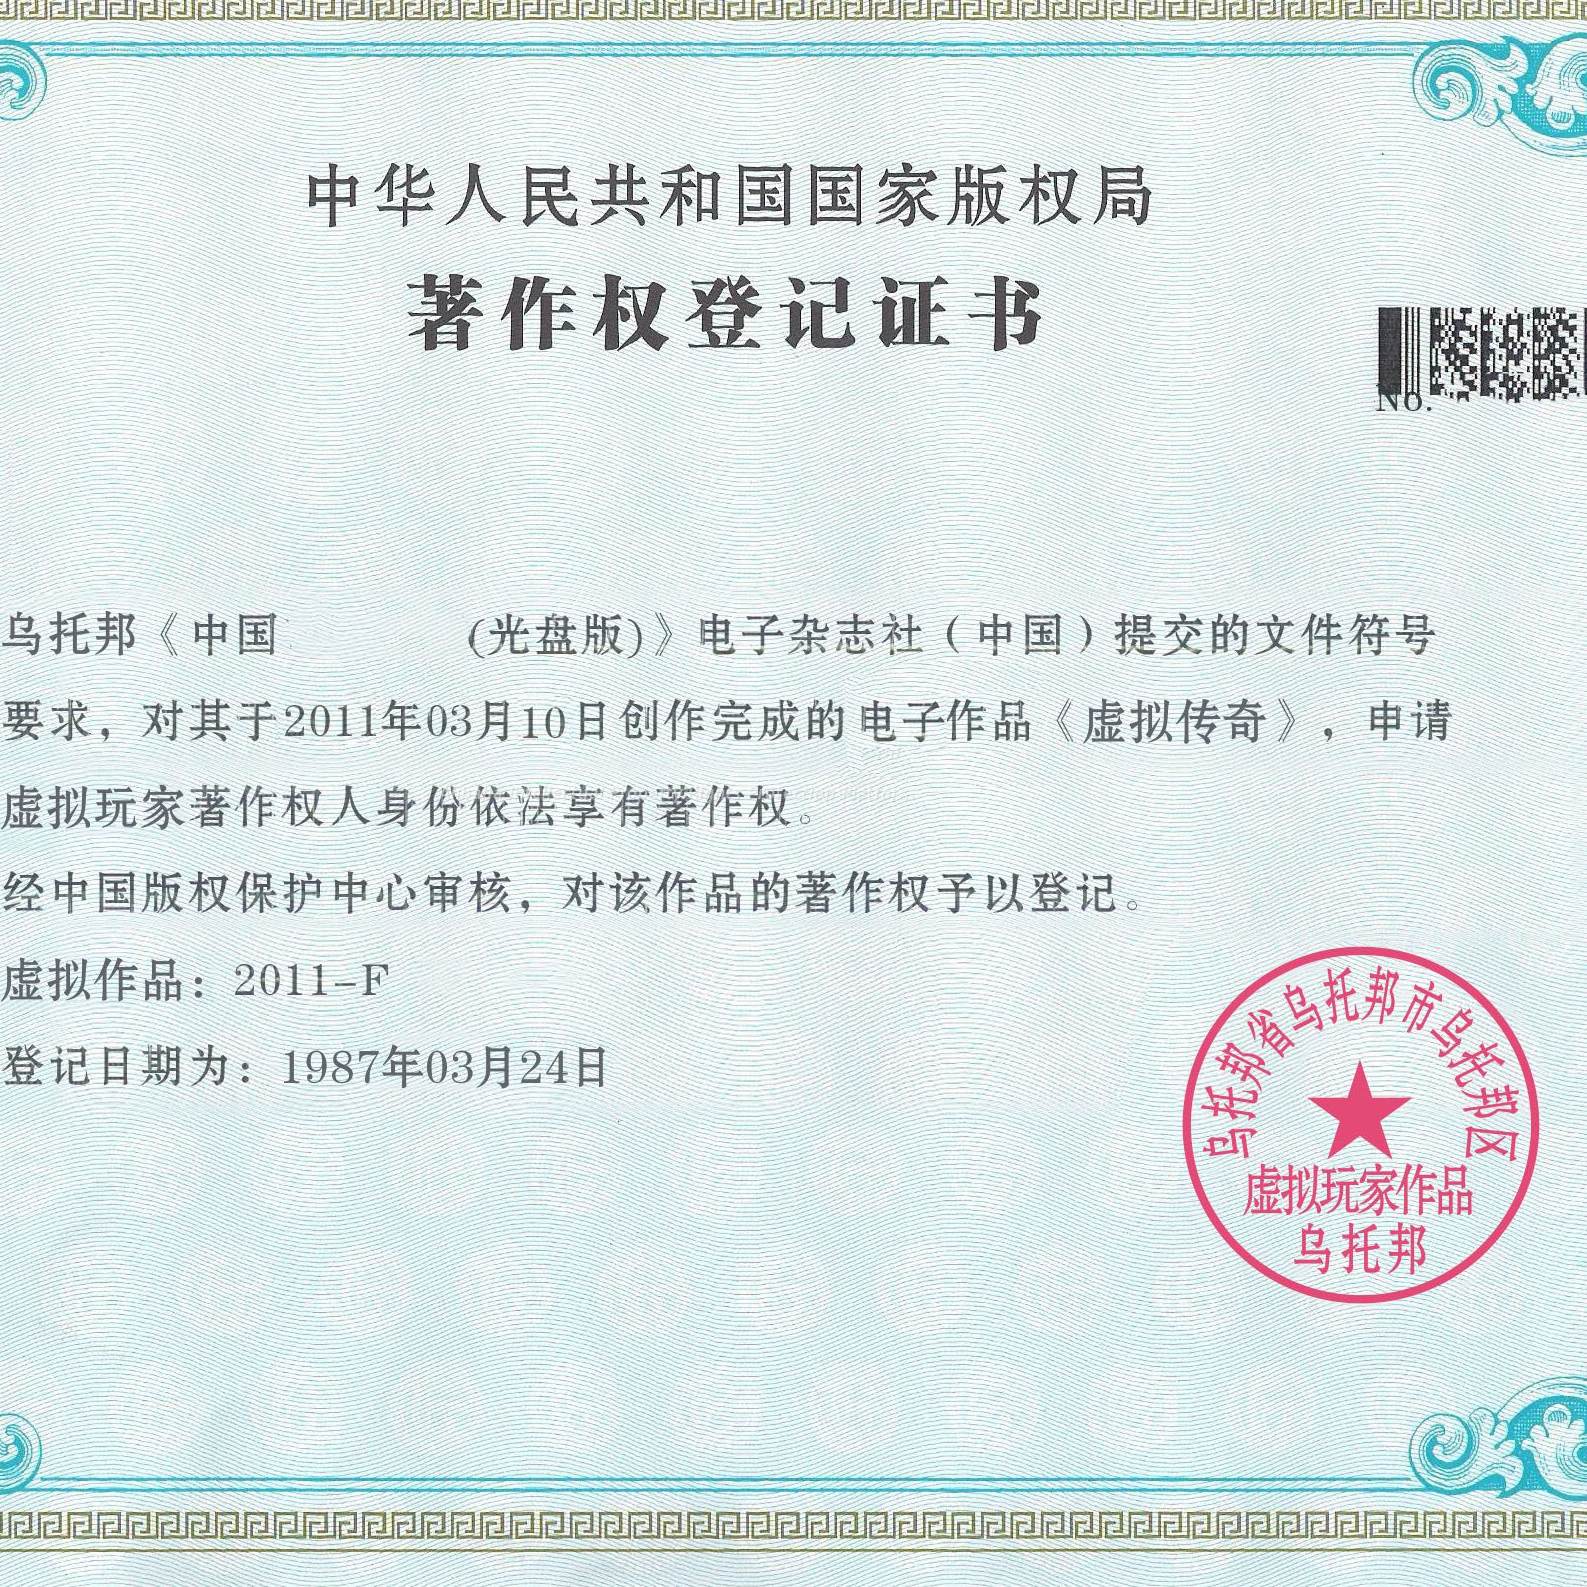 中华人民共和国国家版权局
著作权登记证书
No.
乌托邦《中国 (光盘版)》电子杂志社（中国）提交的文件符号
要求，对其于2011年03月10日创作完成的电子作品《虚拟传奇》，申请
虚拟玩家著作权人身份依法享有著作权。
经中国版权保护中心审核，对该作品的著作权予以登记。
虚拟作品：2011-F
登记日期为：1987年03月24日
乌托邦省乌托邦市乌托邦区
虚拟玩家作品
乌托邦